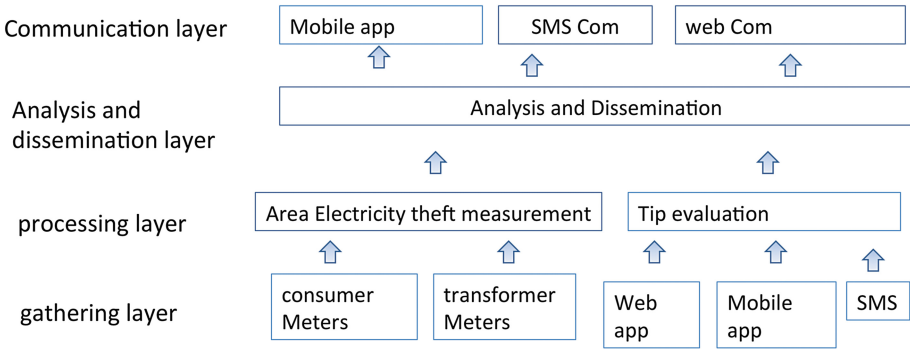 Communication layer
Mobile app
SMS Com
web Com
Analysis and
dissemination layer
Analysis and Dissemination
processing layer
Area Electricity theft measurement
Tip evaluation
gathering layer
consumer
Meters
transformer
Meters
Web
app
Mobile
app
SMS